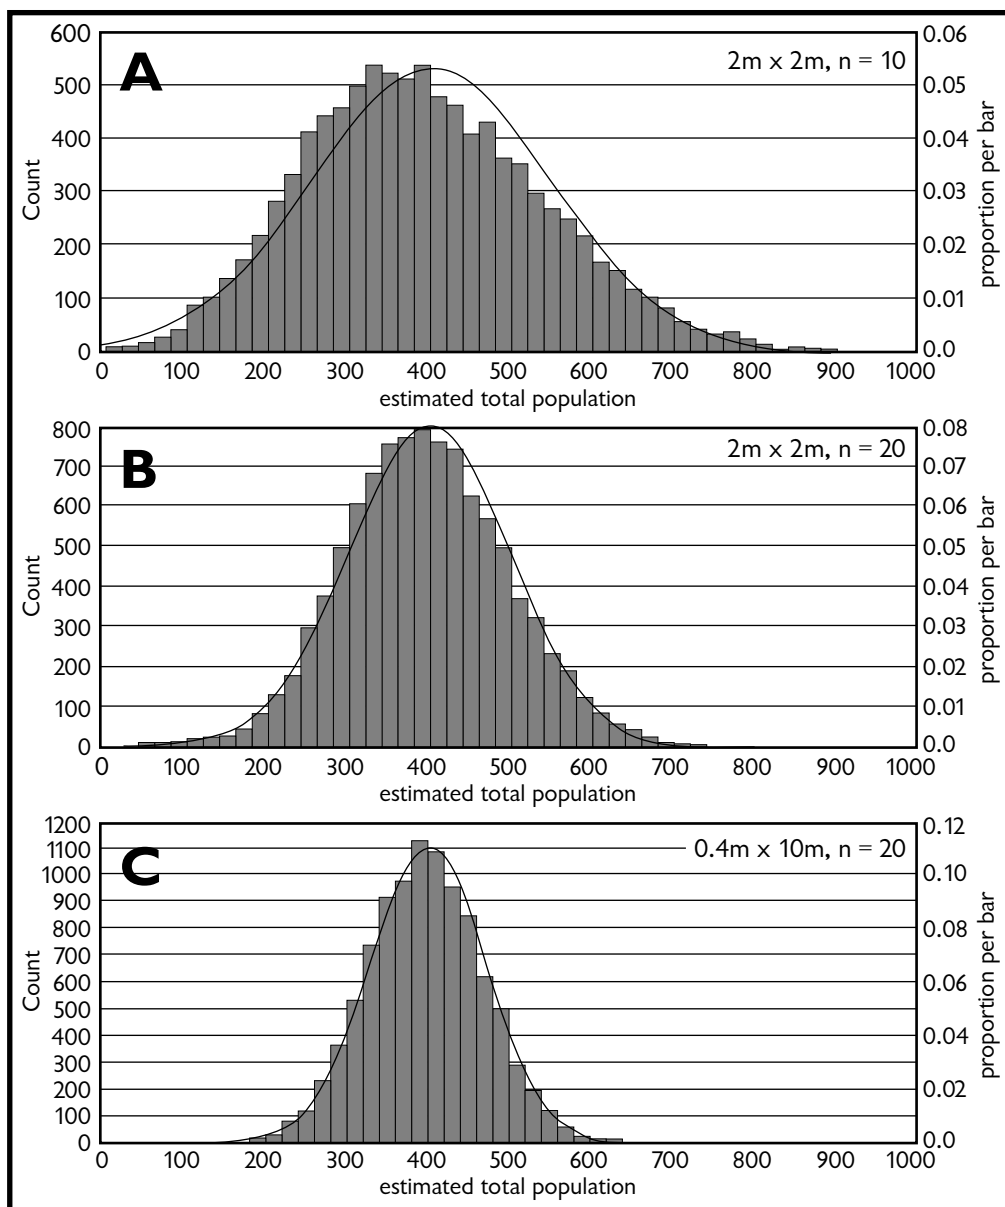 A
2m x 2m, n = 10
600
500
400
300
200
100
0
Count
0.06
0.05
0.04
0.03
0.02
0.01
0.0
proportion per bar
0 100 200 300 400 500 600 700 800 900 1000
estimated total population
B
2m x 2m, n = 20
800
700
600
500
400
300
200
100
0
Count
0.08
0.07
0.06
0.05
0.04
0.03
0.02
0.01
0.0
proportion per bar
0 100 200 300 400 500 600 700 800 900 1000
estimated total population
C
0.4m x 10m, n = 20
1200
1100
1000
900
800
700
600
500
400
300
200
100
0
Count
0.12
0.10
0.08
0.06
0.04
0.02
0.0
proportion per bar
0 100 200 300 400 500 600 700 800 900 1000
estimated total population